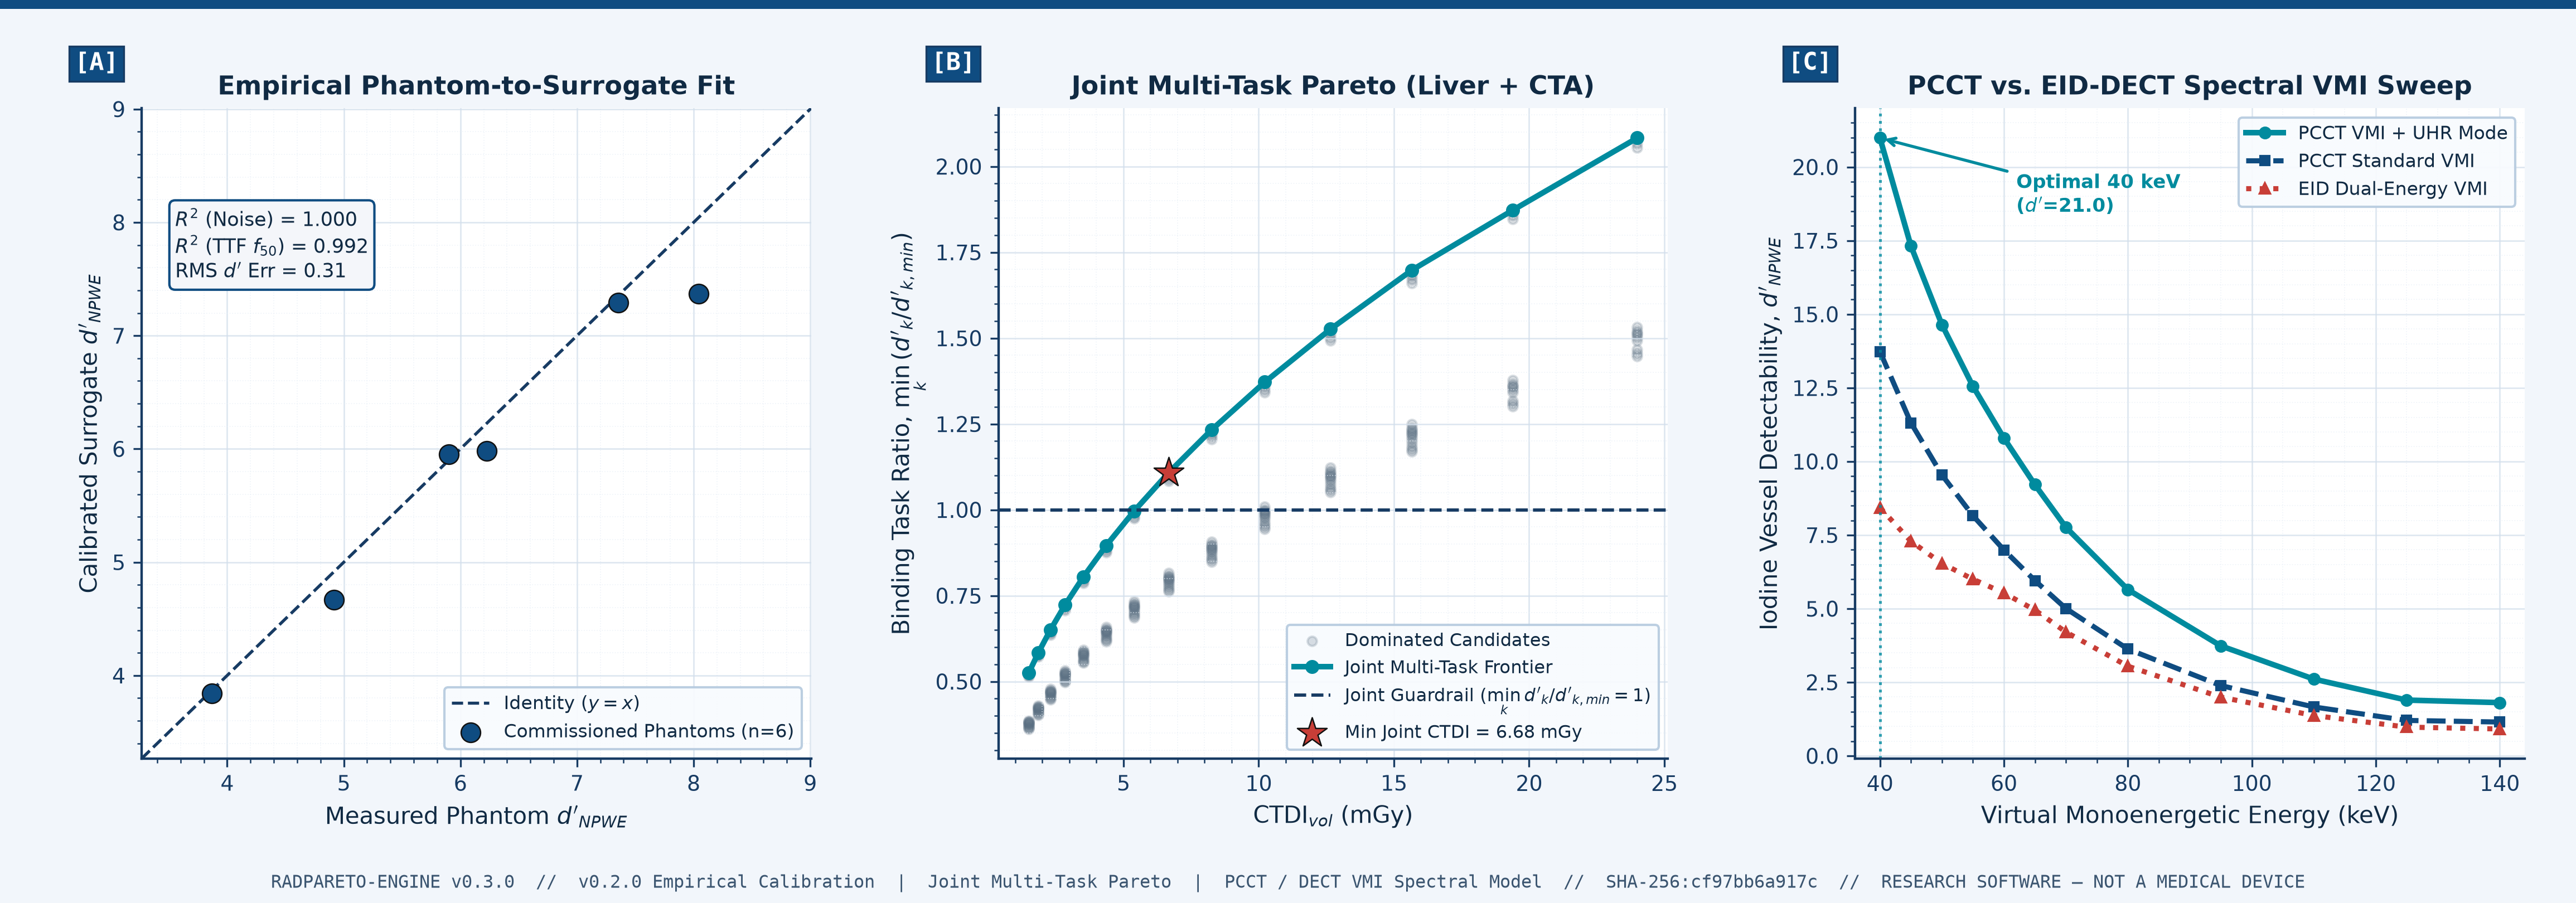 [A]
Empirical Phantom-to-Surrogate Fit
9
8
7
6
5
4
Calibrated Surrogate d′NPWE
R² (Noise) = 1.000
R² (TTF f50) = 0.992
RMS d′ Err = 0.31
Identity (y = x)
Commissioned Phantoms (n=6)
4 5 6 7 8 9
Measured Phantom d′NPWE
[B]
Joint Multi-Task Pareto (Liver + CTA)
2.00
1.75
1.50
1.25
1.00
0.75
0.50
Binding Task Ratio, min k (d′k/d′k,min)
Dominated Candidates
Joint Multi-Task Frontier
Joint Guardrail (min k d′k/d′k,min = 1)
Min Joint CTDI = 6.68 mGy
5 10 15 20 25
CTDIvol (mGy)
[C]
PCCT vs. EID-DECT Spectral VMI Sweep
20.0
17.5
15.0
12.5
10.0
7.5
5.0
2.5
0.0
Iodine Vessel Detectability, d′NPWE
Optimal 40 keV
(d′=21.0)
PCCT VMI + UHR Mode
PCCT Standard VMI
EID Dual-Energy VMI
40 60 80 100 120 140
Virtual Monoenergetic Energy (keV)
RADPARETO-ENGINE v0.3.0 // v0.2.0 Empirical Calibration | Joint Multi-Task Pareto | PCCT / DECT VMI Spectral Model // SHA-256:cf97bb6a917c // RESEARCH SOFTWARE — NOT A MEDICAL DEVICE